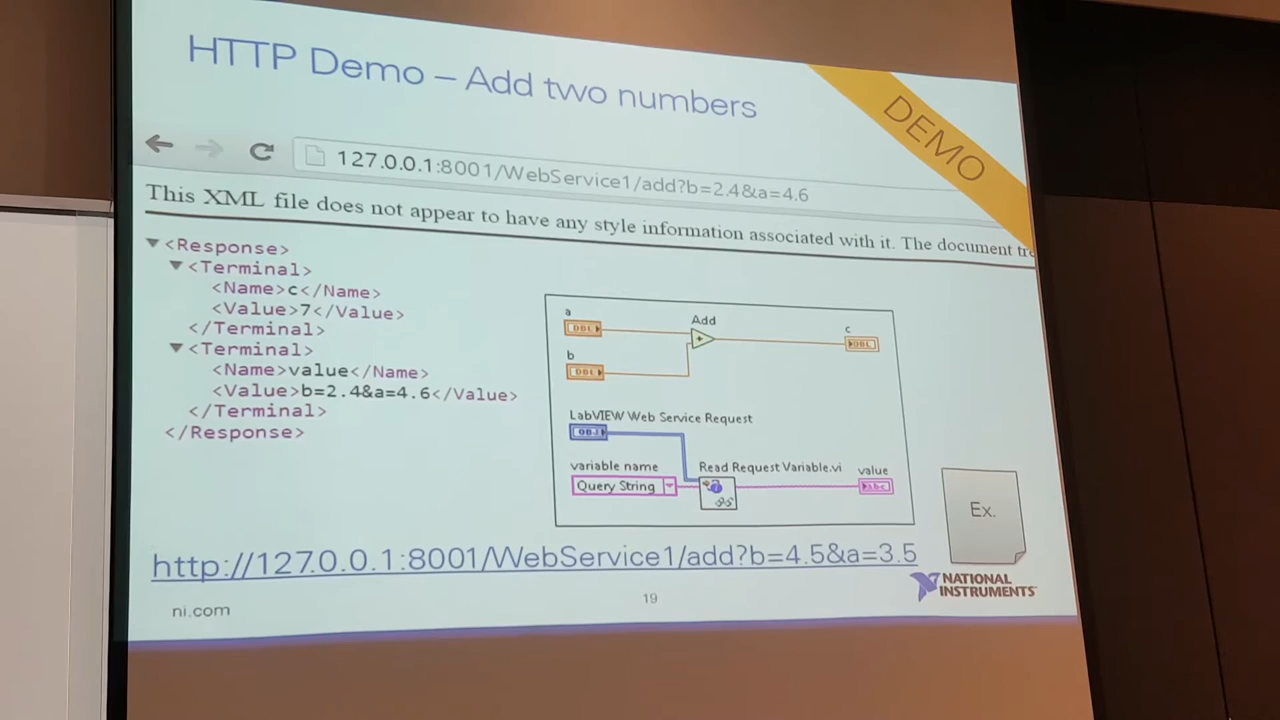 HTTP Demo – Add two numbers
DEMO
127.0.0.1:8001/WebService1/add?b=2.4&a=4.6
This XML file does not appear to have any style information associated with it. The document tre
<Response>
<Terminal>
<Name>c</Name>
<Value>7</Value>
</Terminal>
<Terminal>
<Name>value</Name>
<Value>b=2.4&a=4.6</Value>
</Terminal>
</Response>
a
DBL
Add
c
DBL
b
DBL
LabVIEW Web Service Request
OBJ
variable name
Read Request Variable.vi
value
Query String
abc
Ex.
http://127.0.0.1:8001/WebService1/add?b=4.5&a=3.5
NATIONAL
INSTRUMENTS
ni.com
19